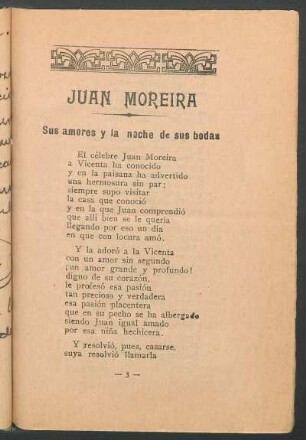 JUAN MOREIRA
Sus amores y la noche de sus bodas
El célebre Juan Moreira
a Vicenta ha conocido
y en la paisana ha advertido
una hermosura sin par;
siempre supo visitar
la casa que conoció
y en la que Juan comprendió
que allí bien se le quería
llegando por eso un día
en que con locura amó.
Y la adoró a la Vicenta
con un amor sin segundo
¡un amor grande y profundo!
digno de su corazón,
le profesó esa pasión
tan preciosa y verdadera
esa pasión placentera
que en su pecho se ha albergado
siendo Juan igual amado
por esa niña hechicera.
Y resolvió, pues, casarse,
suya resolvió llamarla
— 3 —